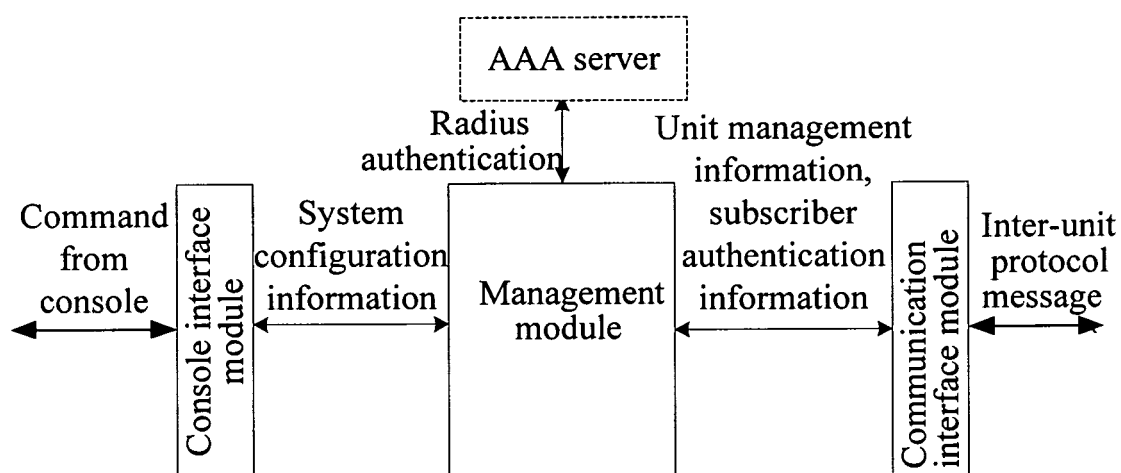 AAA server
Radius
authentication
Unit management
information,
subscriber
authentication
information
Command
from
console
Console interface
module
System
configuration
information
Management
module
Communication
interface module
Inter-unit
protocol
message